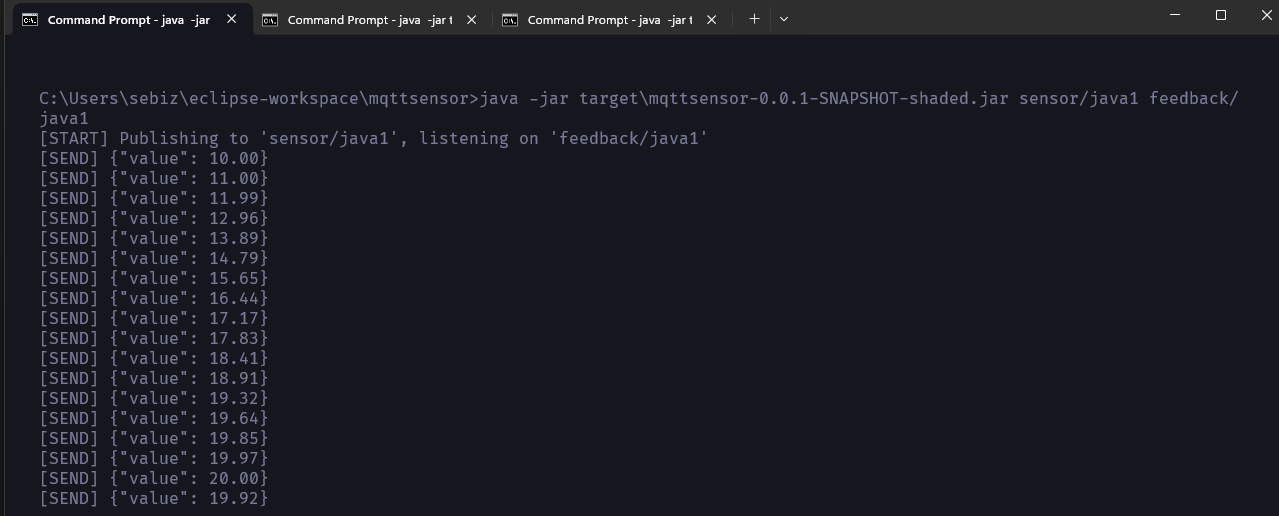 Command Prompt - java -jar
Command Prompt - java -jar t
Command Prompt - java -jar t
C:\Users\sebiz\eclipse-workspace\mqttsensor>java -jar target\mqttsensor-0.0.1-SNAPSHOT-shaded.jar sensor/java1 feedback/
java1
[START] Publishing to 'sensor/java1', listening on 'feedback/java1'
[SEND] {"value": 10.00}
[SEND] {"value": 11.00}
[SEND] {"value": 11.99}
[SEND] {"value": 12.96}
[SEND] {"value": 13.89}
[SEND] {"value": 14.79}
[SEND] {"value": 15.65}
[SEND] {"value": 16.44}
[SEND] {"value": 17.17}
[SEND] {"value": 17.83}
[SEND] {"value": 18.41}
[SEND] {"value": 18.91}
[SEND] {"value": 19.32}
[SEND] {"value": 19.64}
[SEND] {"value": 19.85}
[SEND] {"value": 19.97}
[SEND] {"value": 20.00}
[SEND] {"value": 19.92}